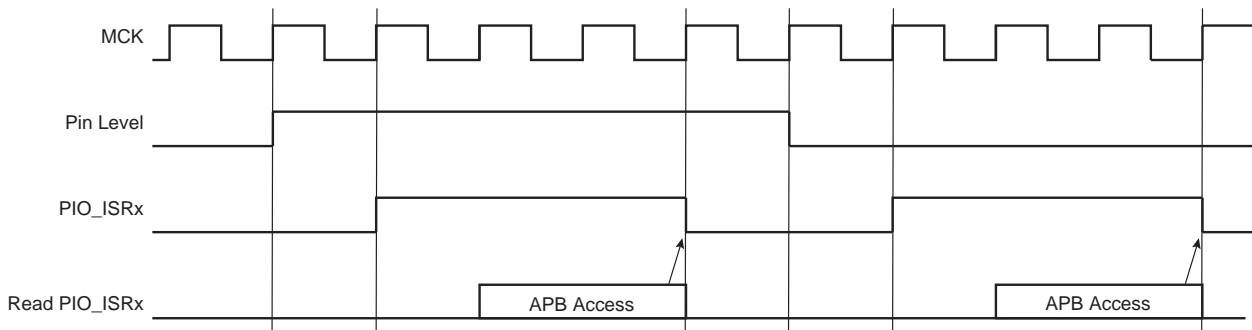 MCK
Pin Level
PIO_ISRx
Read PIO_ISRx
APB Access
APB Access